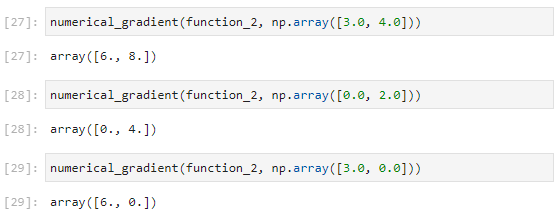 [27]: numerical_gradient(function_2, np.array([3.0, 4.0]))
[27]: array([6., 8.])
[28]: numerical_gradient(function_2, np.array([0.0, 2.0]))
[28]: array([0., 4.])
[29]: numerical_gradient(function_2, np.array([3.0, 0.0]))
[29]: array([6., 0.])